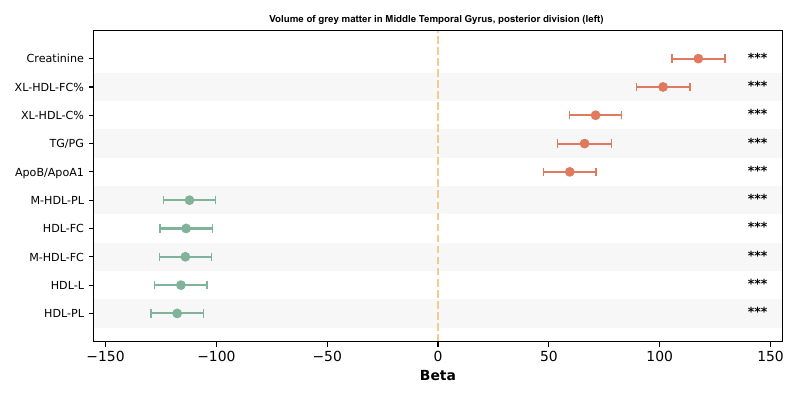 Volume of grey matter in Middle Temporal Gyrus, posterior division (left)
Creatinine ***
XL-HDL-FC% ***
XL-HDL-C% ***
TG/PG ***
ApoB/ApoA1 ***
M-HDL-PL ***
HDL-FC ***
M-HDL-FC ***
HDL-L ***
HDL-PL ***
−150 −100 −50 0 50 100 150
Beta